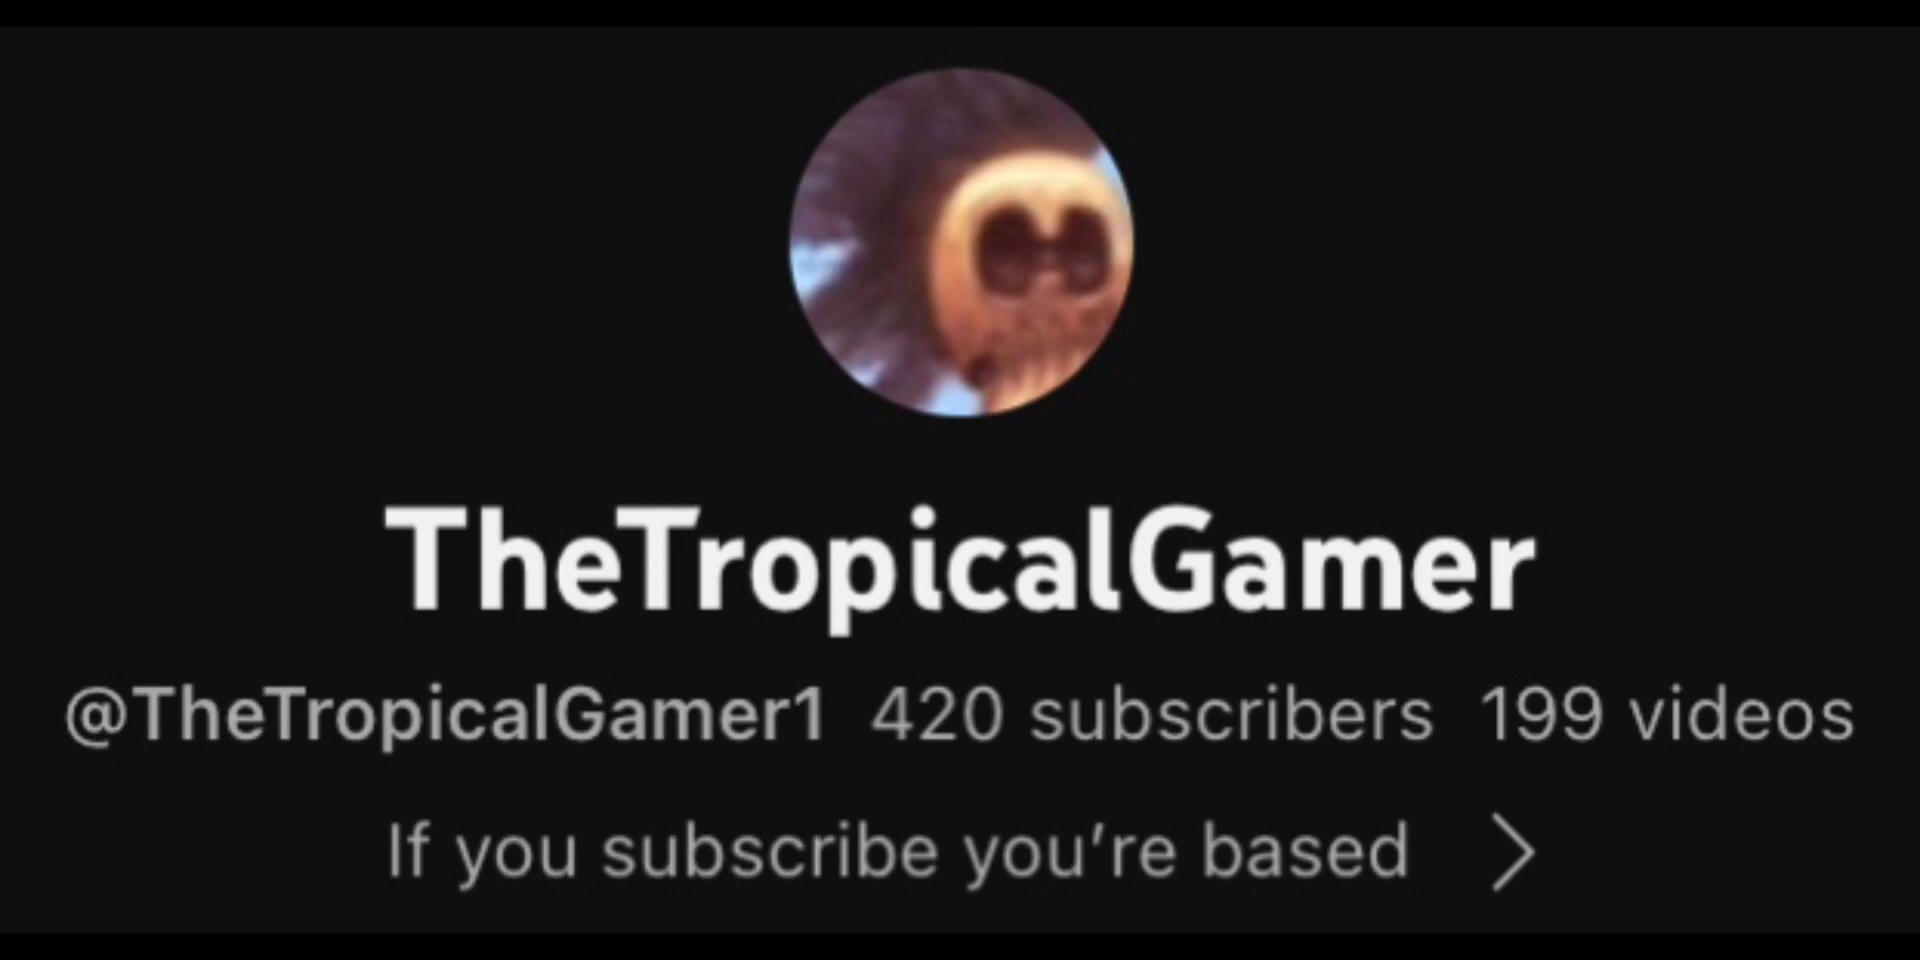 TheTropicalGamer
@TheTropicalGamer1 420 subscribers 199 videos
If you subscribe you're based